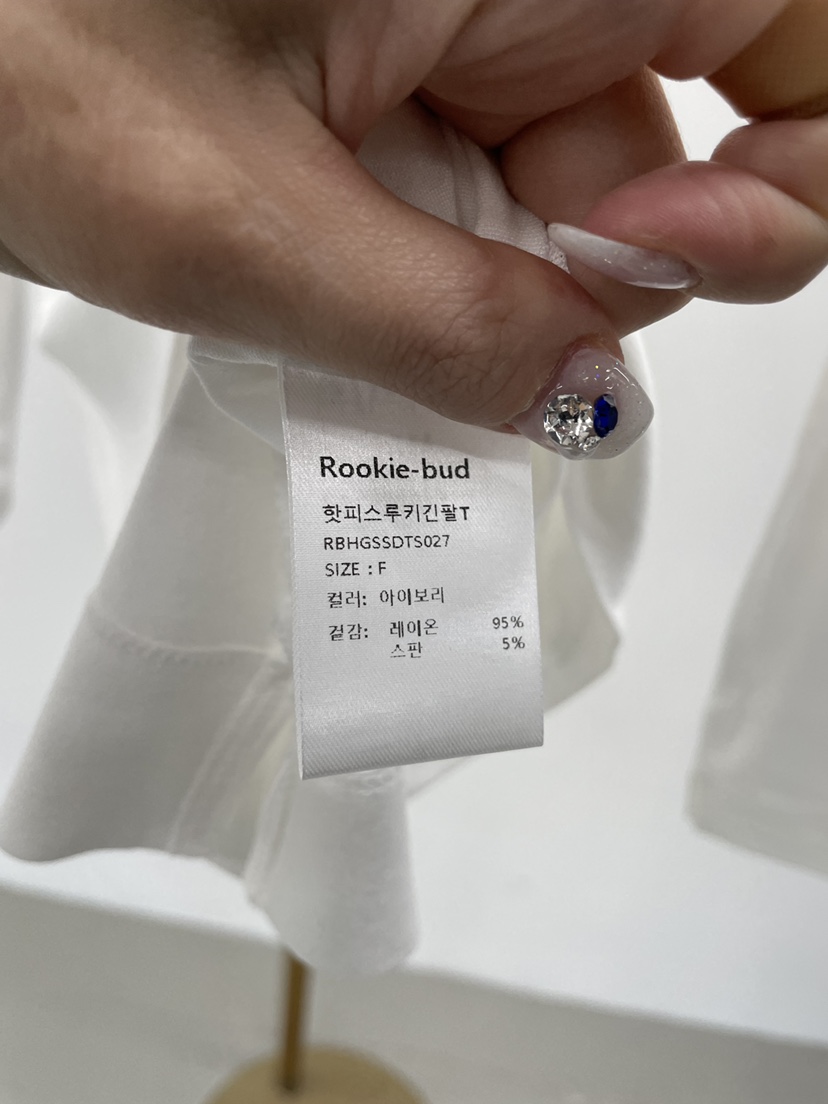 Rookie-bud
핫피스루키긴팔T
RBHGSSDTS027
SIZE : F
컬러: 아이보리
겉감: 레이온 95%
스판 5%